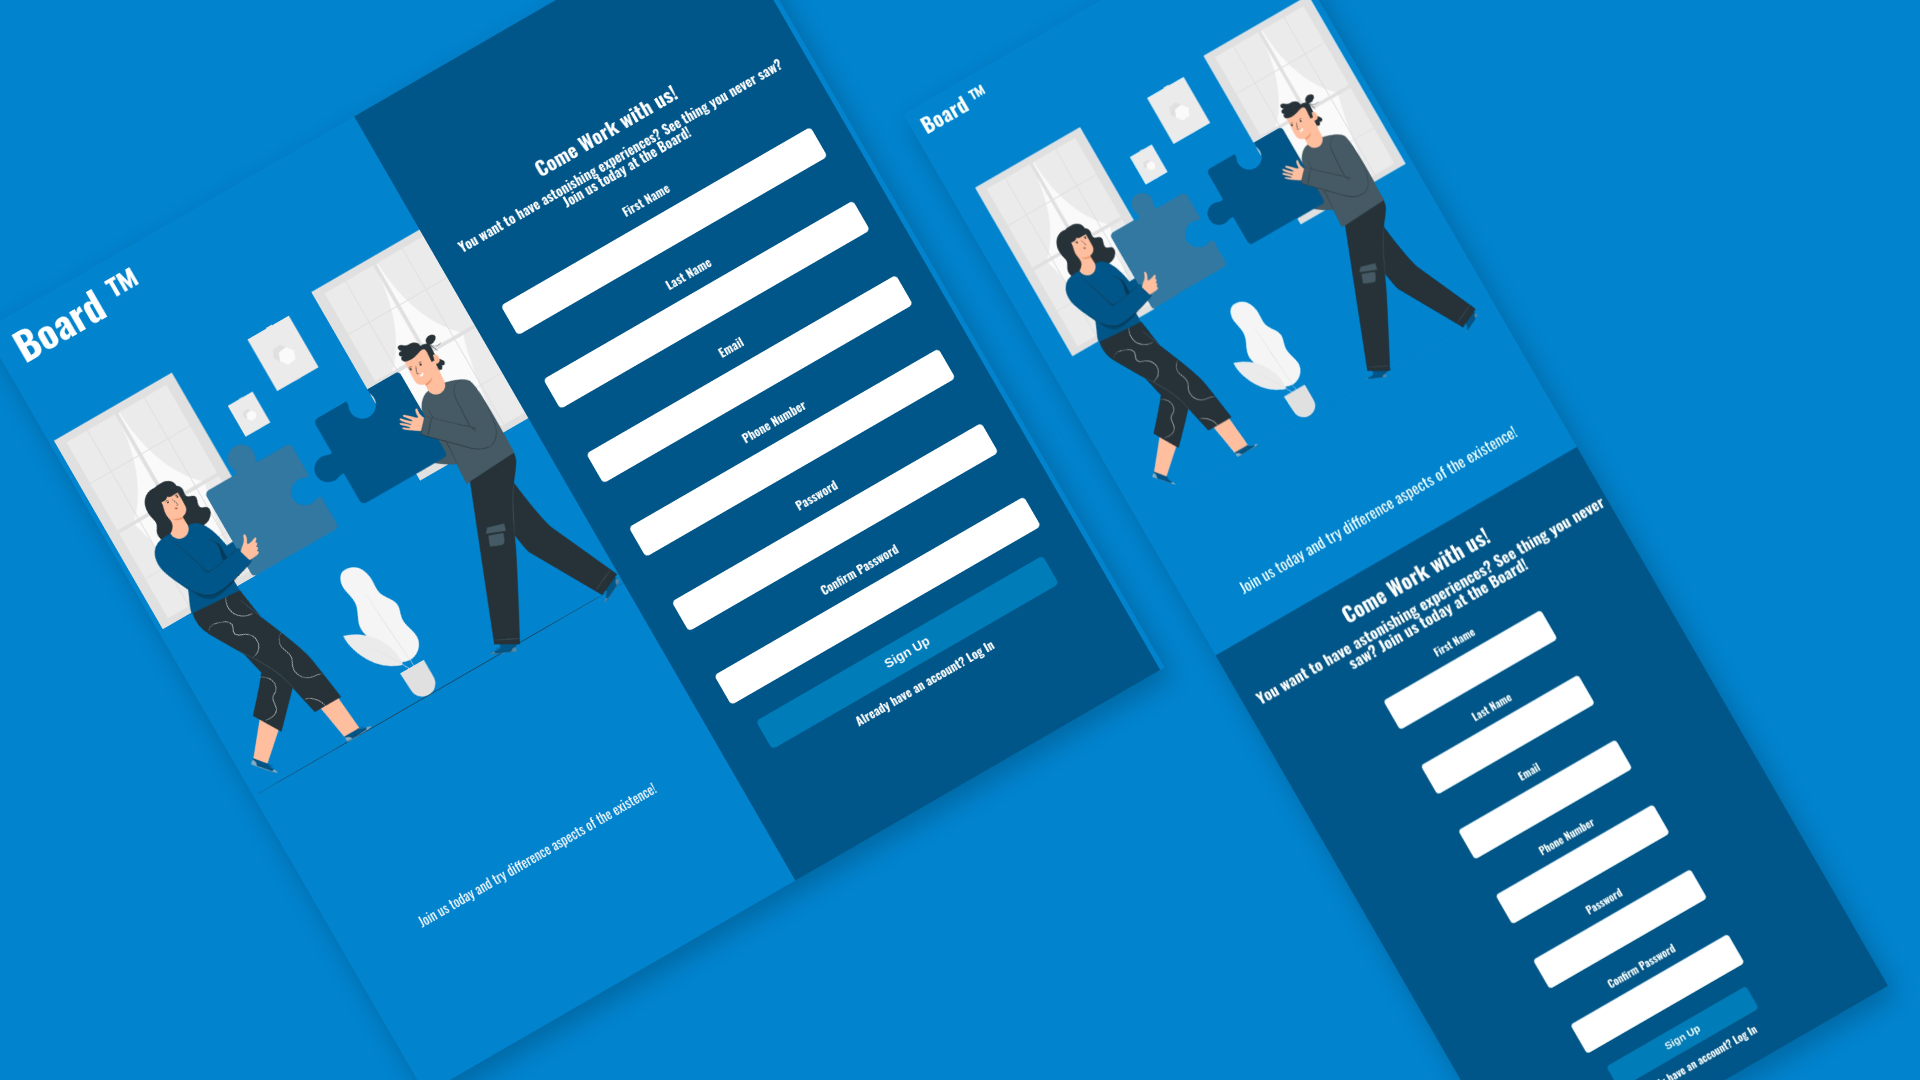 Board ™
Join us today and try difference aspects of the existence!
Come Work with us!
You want to have astonishing experiences? See thing you never saw?
Join us today at the Board!
First Name
Last Name
Email
Phone Number
Password
Confirm Password
Sign Up
Already have an account? Log In
Board ™
Join us today and try difference aspects of the existence!
Come Work with us!
You want to have astonishing experiences? See thing you never
saw? Join us today at the Board!
First Name
Last Name
Email
Phone Number
Password
Confirm Password
Sign Up
have an account? Log In